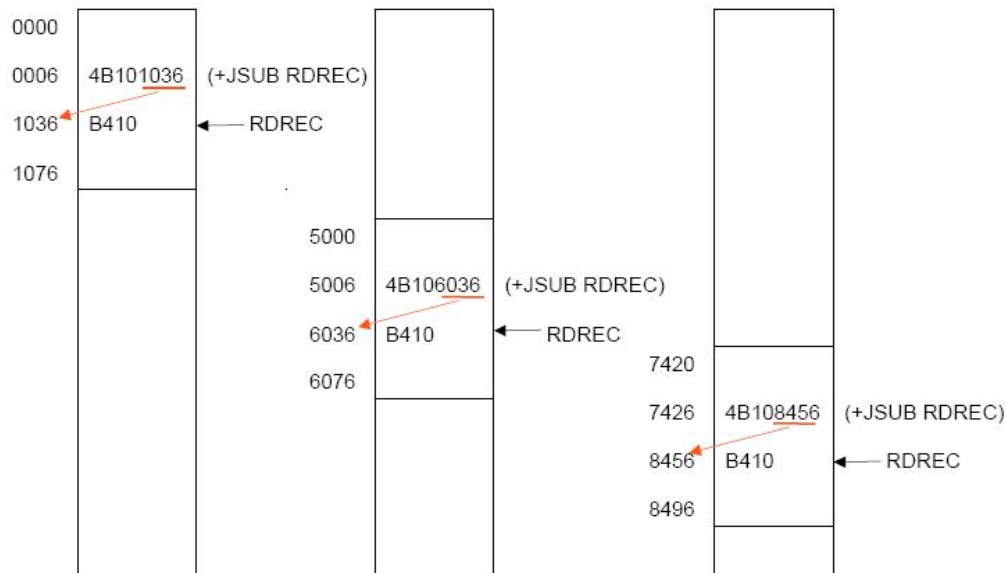 0000
0006 4B101036 (+JSUB RDREC)
1036 B410 RDREC
1076
5000
5006 4B106036 (+JSUB RDREC)
6036 B410 RDREC
6076
7420
7426 4B108456 (+JSUB RDREC)
8456 B410 RDREC
8496